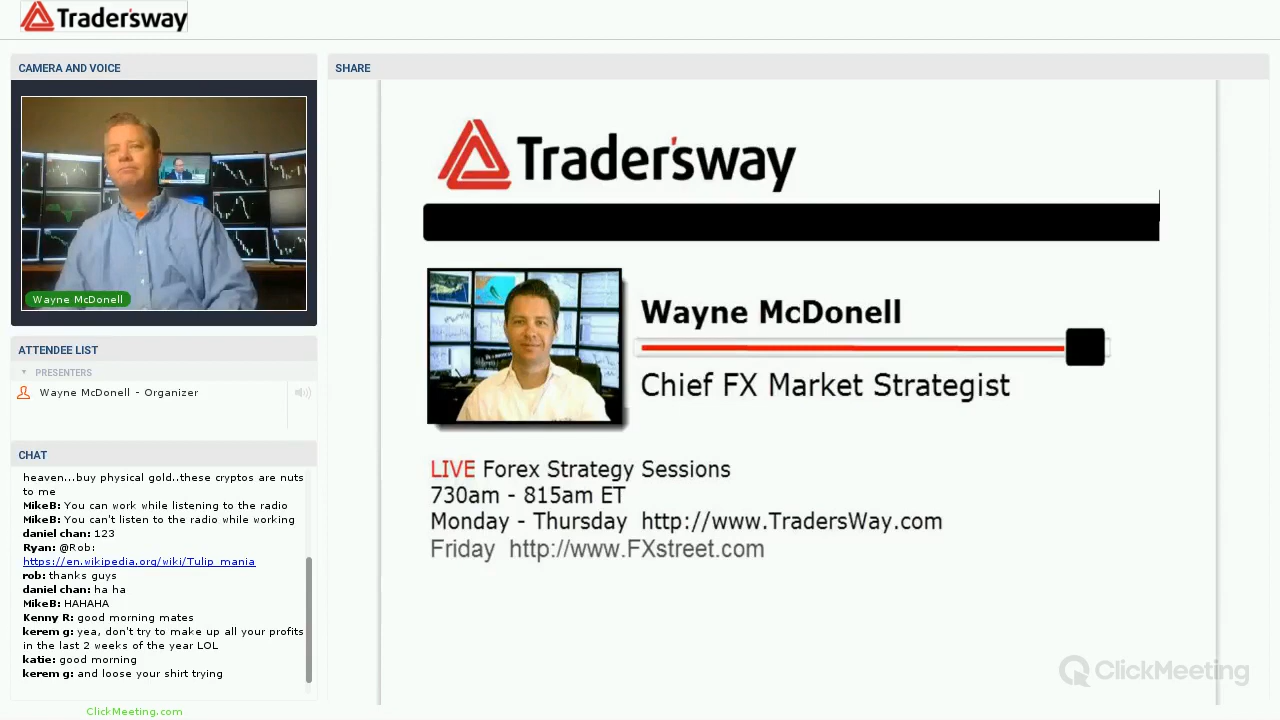 Tradersway
CAMERA AND VOICE
SHARE
Wayne McDonell
ATTENDEE LIST
PRESENTERS
Wayne McDonell - Organizer
CHAT
heaven...buy physical gold..these cryptos are nuts
to me
MikeB: You can work while listening to the radio
MikeB: You can't listen to the radio while working
daniel chan: 123
Ryan: @Rob:
https://en.wikipedia.org/wiki/Tulip_mania
rob: thanks guys
daniel chan: ha ha
MikeB: HAHAHA
Kenny R: good morning mates
kerem g: yea, don't try to make up all your profits
in the last 2 weeks of the year LOL
katie: good morning
kerem g: and loose your shirt trying
ClickMeeting.com
Trader'sway
Wayne McDonell
Chief FX Market Strategist
LIVE Forex Strategy Sessions
730am - 815am ET
Monday - Thursday http://www.TradersWay.com
Friday http://www.FXstreet.com
ClickMeeting